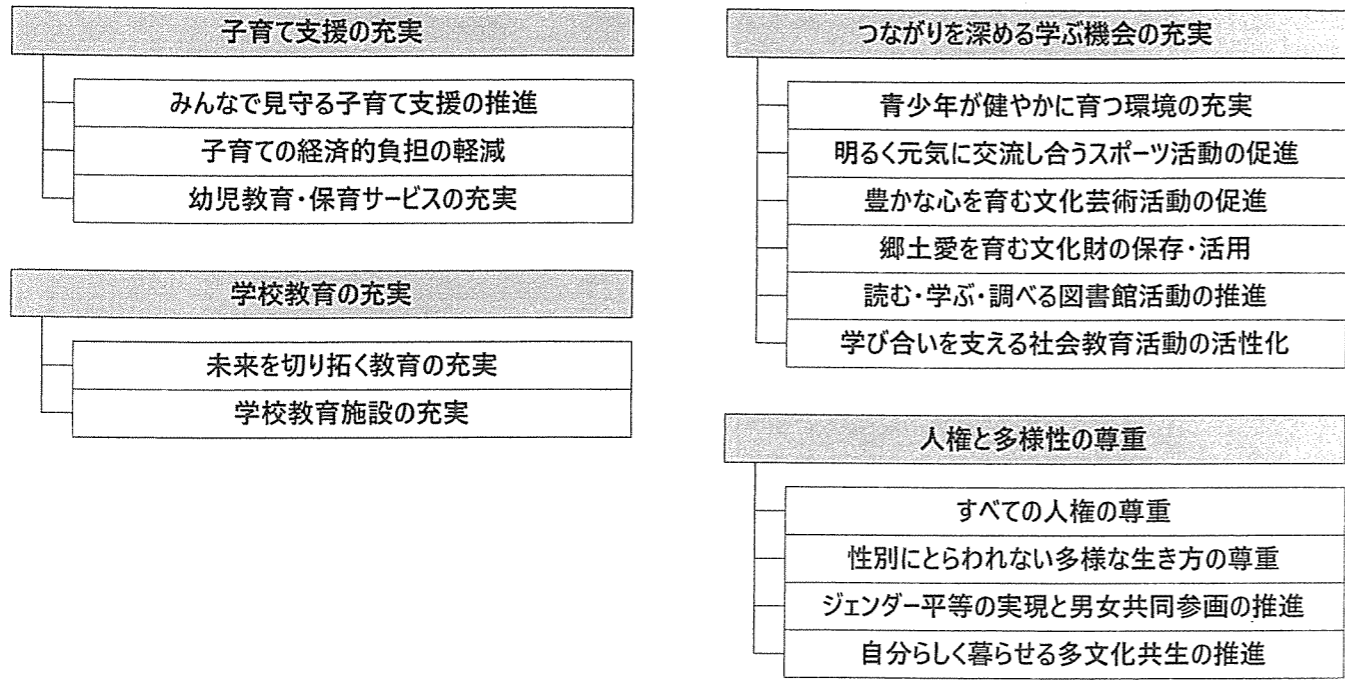 子育て支援の充実
みんなで見守る子育て支援の推進
子育ての経済的負担の軽減
幼児教育・保育サービスの充実
学校教育の充実
未来を切り拓く教育の充実
学校教育施設の充実
つながりを深める学ぶ機会の充実
青少年が健やかに育つ環境の充実
明るく元気に交流し合うスポーツ活動の促進
豊かな心を育む文化芸術活動の促進
郷土愛を育む文化財の保存・活用
読む・学ぶ・調べる図書館活動の推進
学び合いを支える社会教育活動の活性化
人権と多様性の尊重
すべての人権の尊重
性別にとらわれない多様な生き方の尊重
ジェンダー平等の実現と男女共同参画の推進
自分らしく暮らせる多文化共生の推進